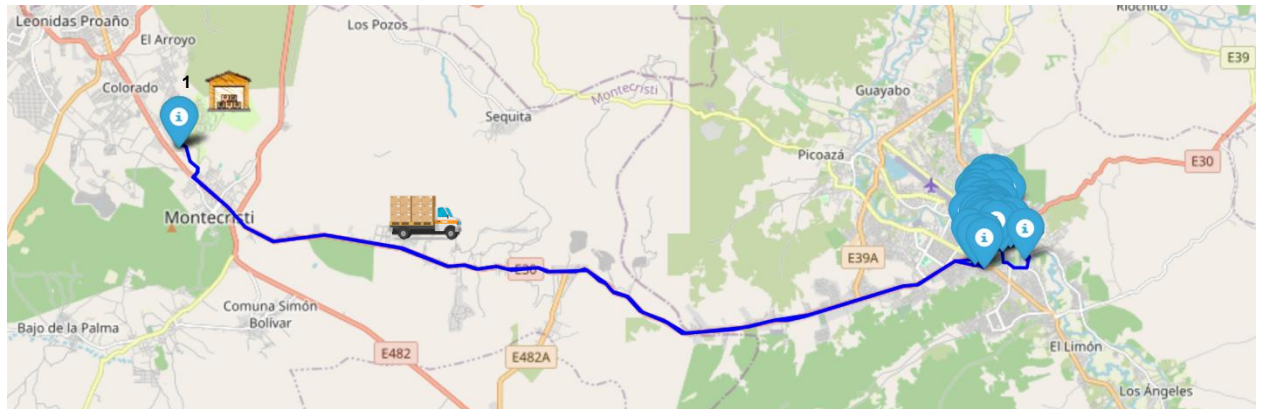 Leonidas Proaño
El Arroyo
Los Pozos
Riochico
E39
Colorado
1
Montecristi
Guayabo
Sequita
Picoazá
E30
Montecristi
E39A
E30
Comuna Simón
Bolívar
Bajo de la Palma
E482
E482A
El Limón
Los Ángeles